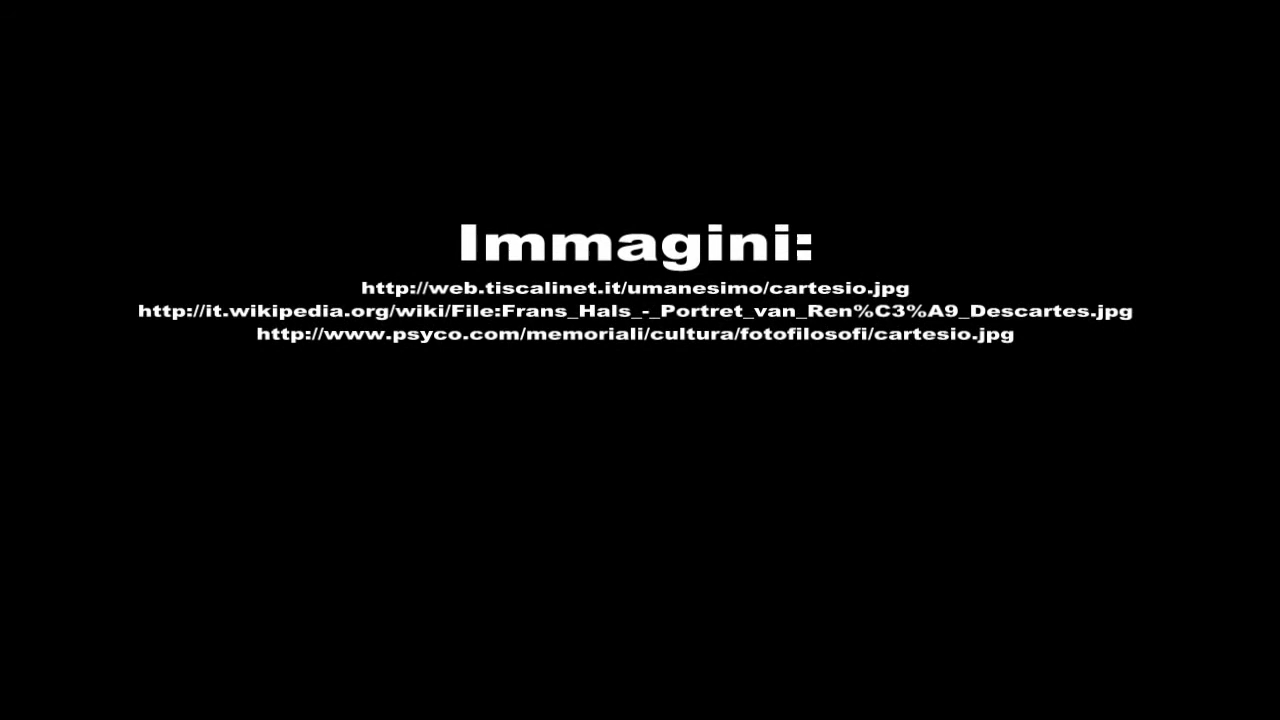 Immagini:
http://web.tiscalinet.it/umanesimo/cartesio.jpg
http://it.wikipedia.org/wiki/File:Frans_Hals_-_Portret_van_Ren%C3%A9_Descartes.jpg
http://www.psyco.com/memoriali/cultura/fotofilosofi/cartesio.jpg